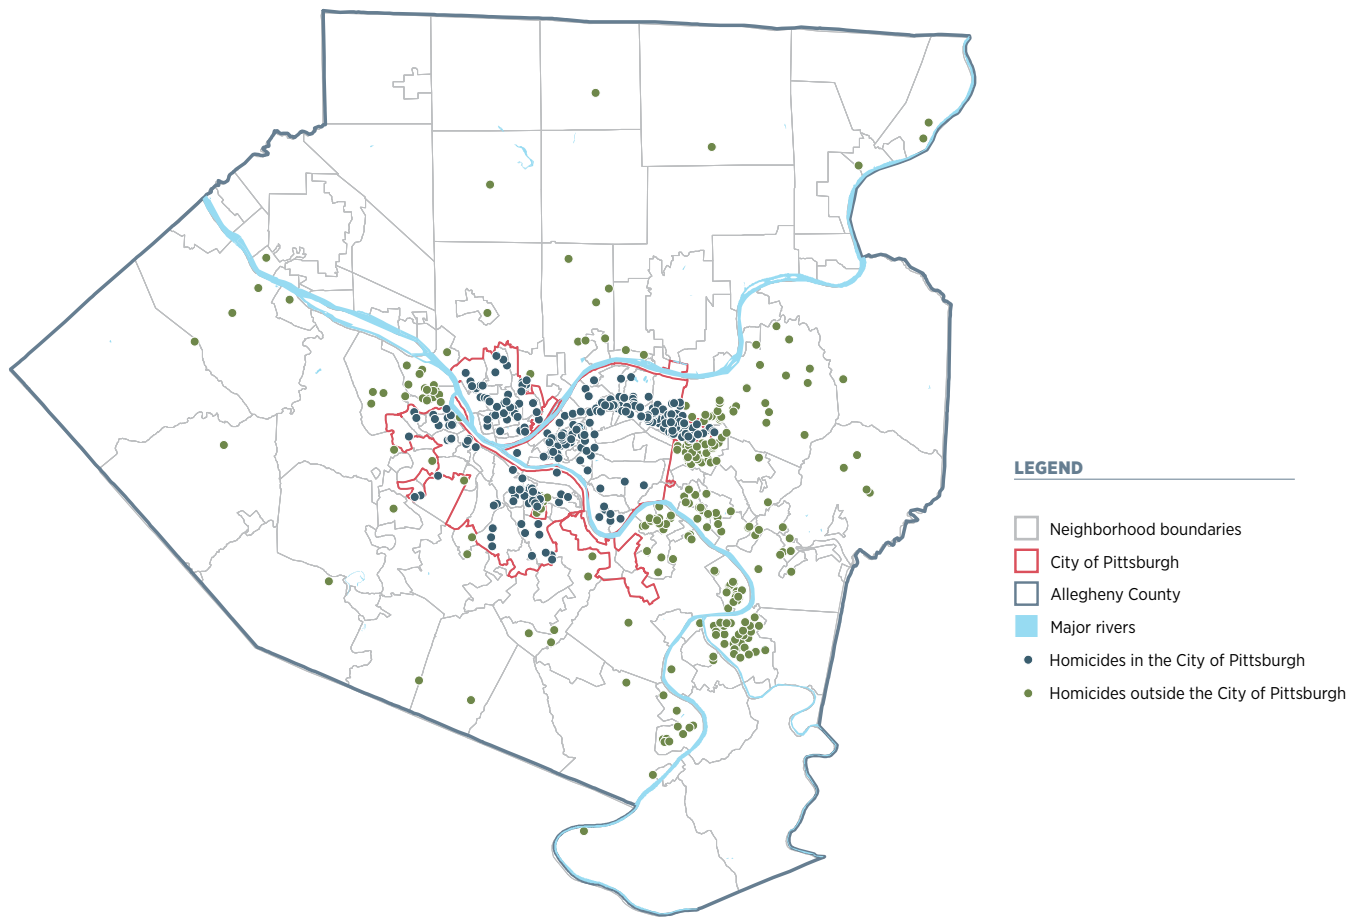 LEGEND
Neighborhood boundaries
City of Pittsburgh
Allegheny County
Major rivers
Homicides in the City of Pittsburgh
Homicides outside the City of Pittsburgh